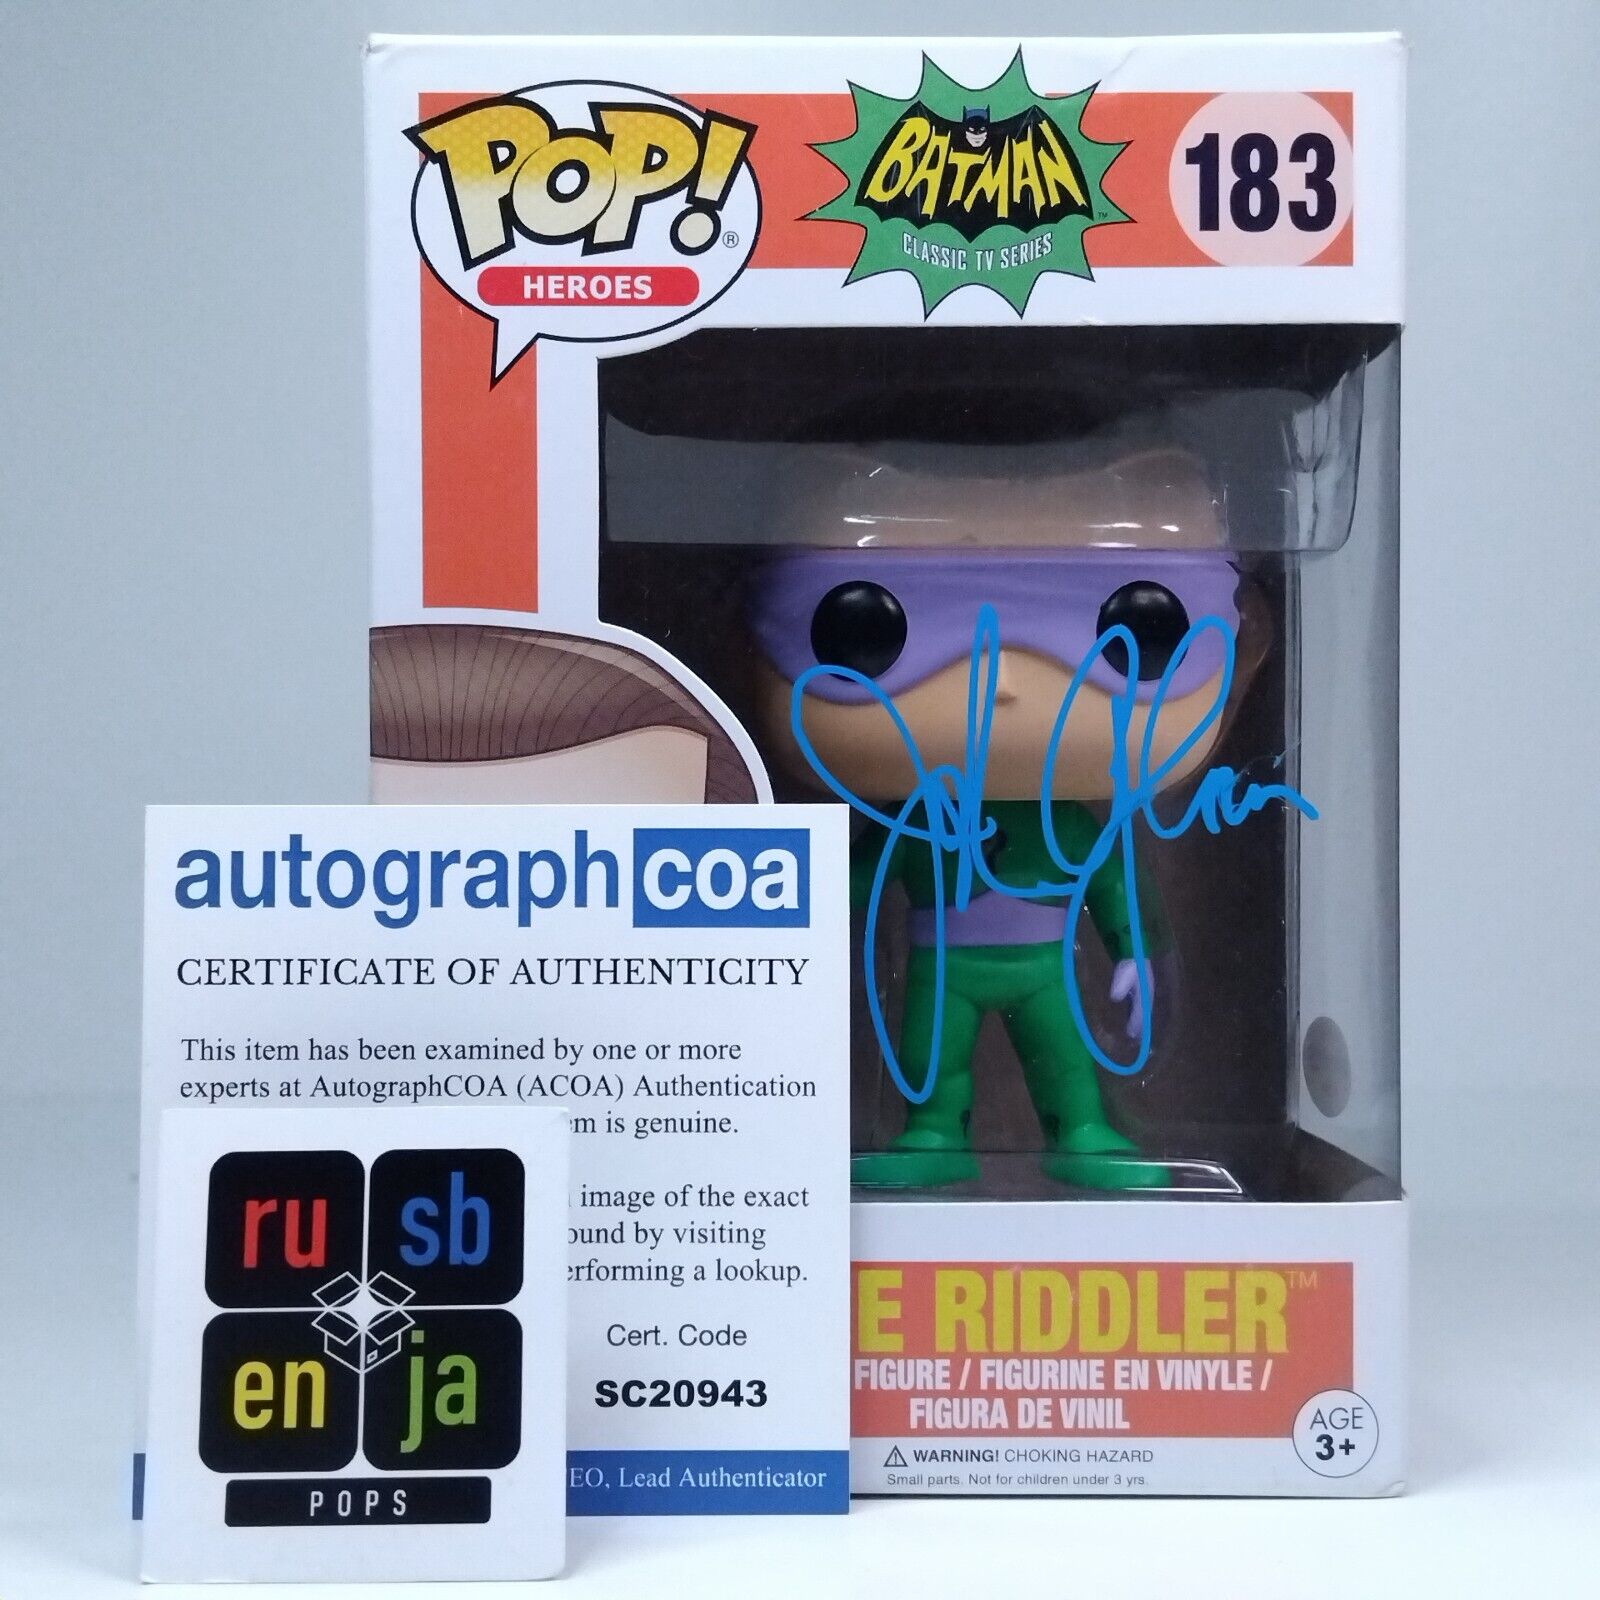 POP!®
HEROES
BATMAN™
CLASSIC TV SERIES
183
autograph coa
CERTIFICATE OF AUTHENTICITY
This item has been examined by one or more
experts at AutographCOA (ACOA) Authentication
em is genuine.
image of the exact
ound by visiting
erforming a lookup.
Cert. Code
SC20943
EO, Lead Authenticator
ru sb
en ja
POPS
E RIDDLER™
FIGURE / FIGURINE EN VINYLE /
FIGURA DE VINIL
AGE
3+
WARNING! CHOKING HAZARD
Small parts. Not for children under 3 yrs.